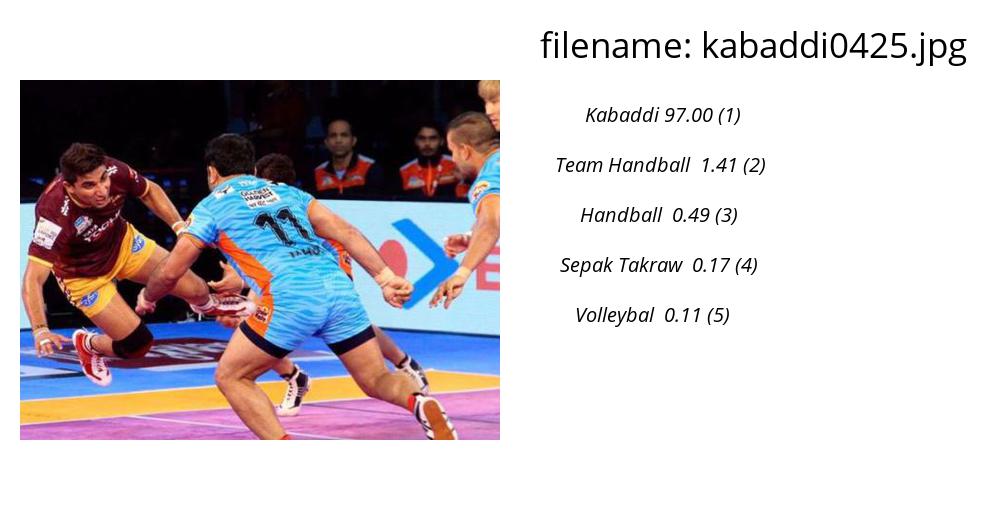 filename: kabaddi0425.jpg
Kabaddi 97.00 (1)
Team Handball 1.41 (2)
Handball 0.49 (3)
Sepak Takraw 0.17 (4)
Volleybal 0.11 (5)
11